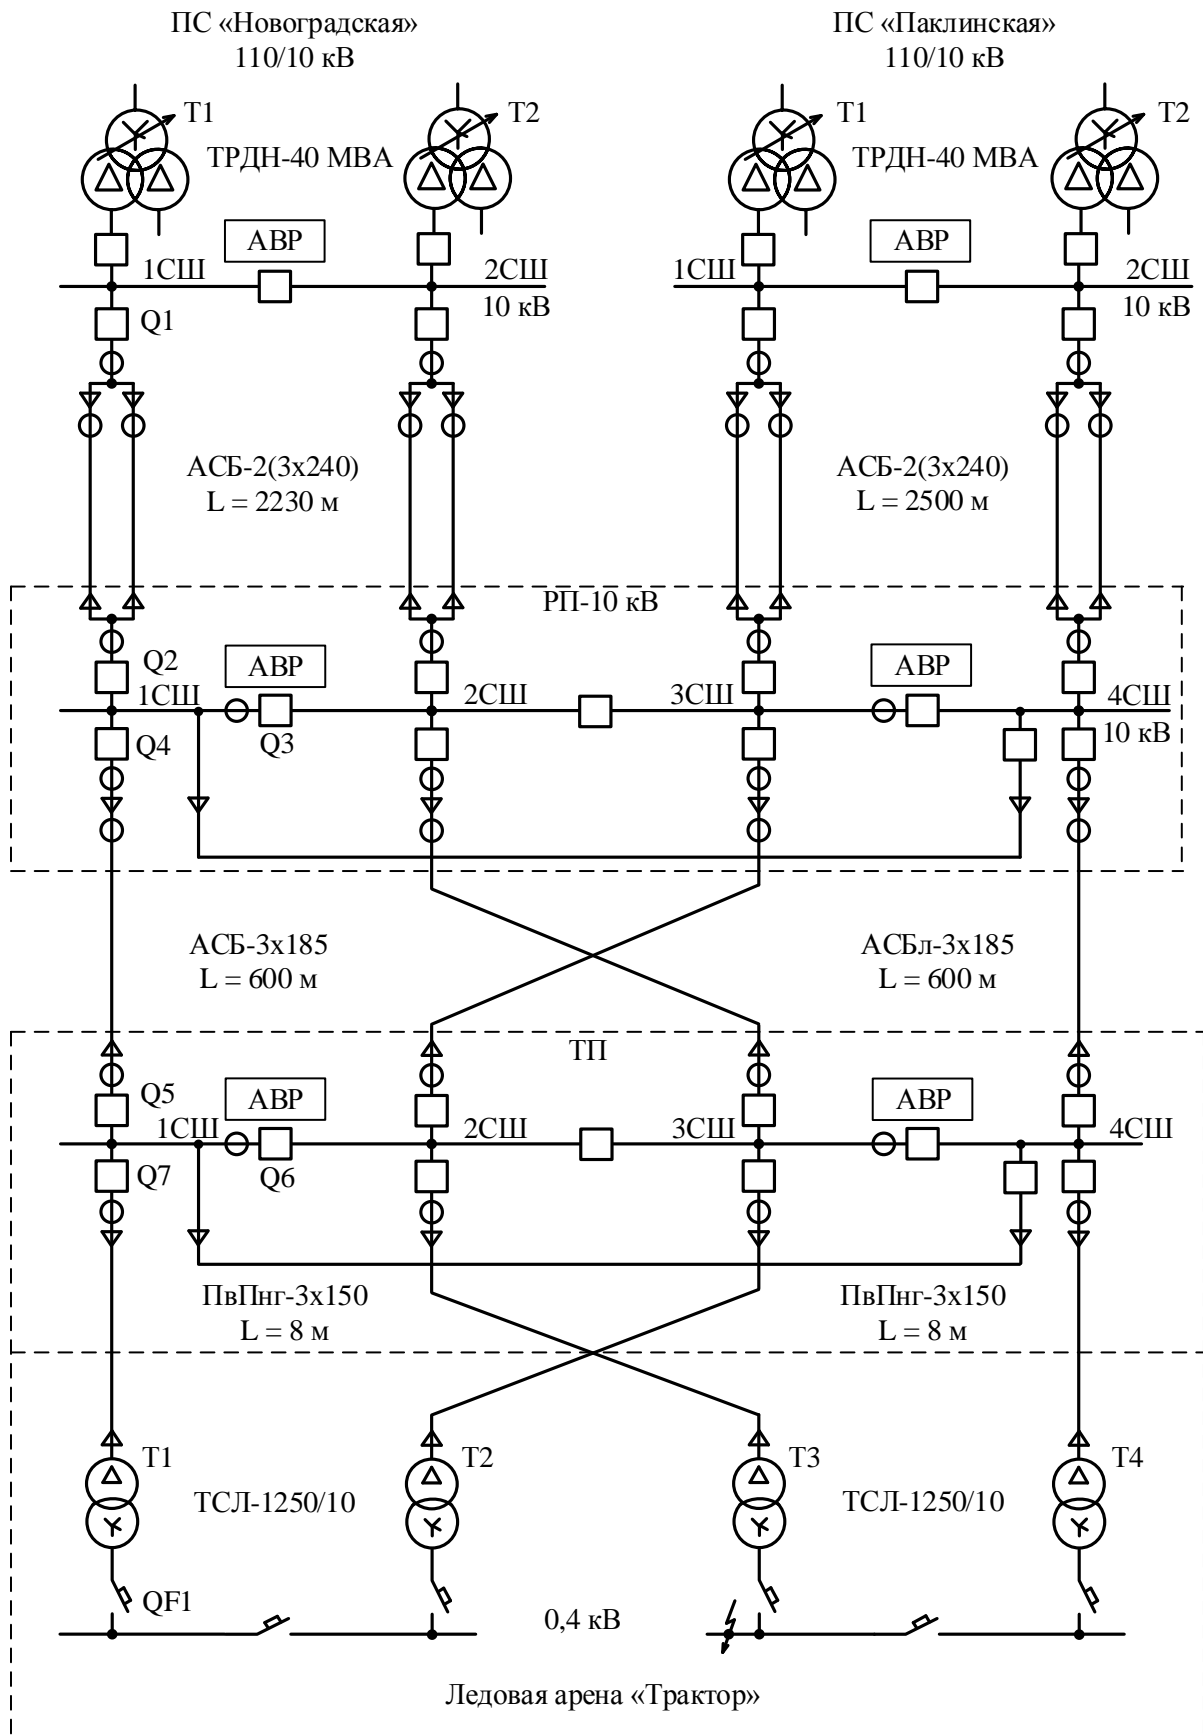 ПС «Новоградская»
110/10 кВ
ПС «Паклинская»
110/10 кВ
Т1
Т2
ТРДН-40 МВА
Т1
Т2
ТРДН-40 МВА
АВР
1СШ
2СШ
10 кВ
Q1
АВР
1СШ
2СШ
10 кВ
АСБ-2(3х240)
L = 2230 м
АСБ-2(3х240)
L = 2500 м
РП-10 кВ
Q2
АВР
1СШ
2СШ
3СШ
АВР
4СШ
10 кВ
Q4
Q3
АСБ-3х185
L = 600 м
АСБл-3х185
L = 600 м
ТП
Q5
АВР
1СШ
2СШ
3СШ
АВР
4СШ
Q7
Q6
ПвПнг-3х150
L = 8 м
ПвПнг-3х150
L = 8 м
Т1
Т2
Т3
Т4
ТСЛ-1250/10
ТСЛ-1250/10
QF1
0,4 кВ
Ледовая арена «Трактор»